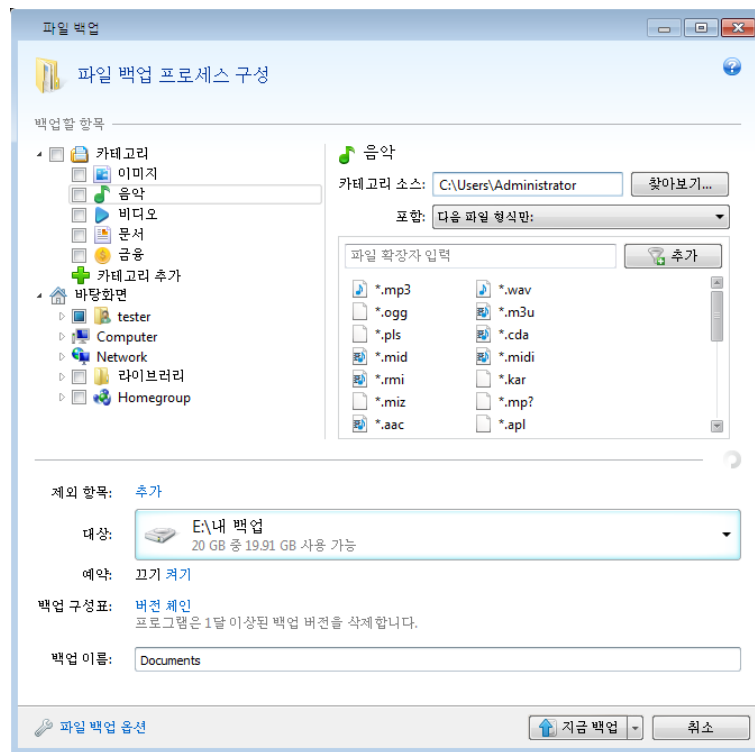 파일 백업
파일 백업 프로세스 구성
백업할 항목
카테고리
이미지
음악
비디오
문서
금융
카테고리 추가
바탕화면
tester
Computer
Network
라이브러리
Homegroup
음악
카테고리 소스: C:\Users\Administrator 찾아보기...
포함: 다음 파일 형식만:
파일 확장자 입력 추가
*.mp3 *.wav
*.ogg *.m3u
*.pls *.cda
*.mid *.midi
*.rmi *.kar
*.miz *.mp?
*.aac *.apl
제외 항목: 추가
대상: E:\내 백업
20 GB 중 19.91 GB 사용 가능
예약: 끄기 켜기
백업 구성표: 버전 체인
프로그램은 1달 이상된 백업 버전을 삭제합니다.
백업 이름: Documents
파일 백업 옵션 지금 백업 취소